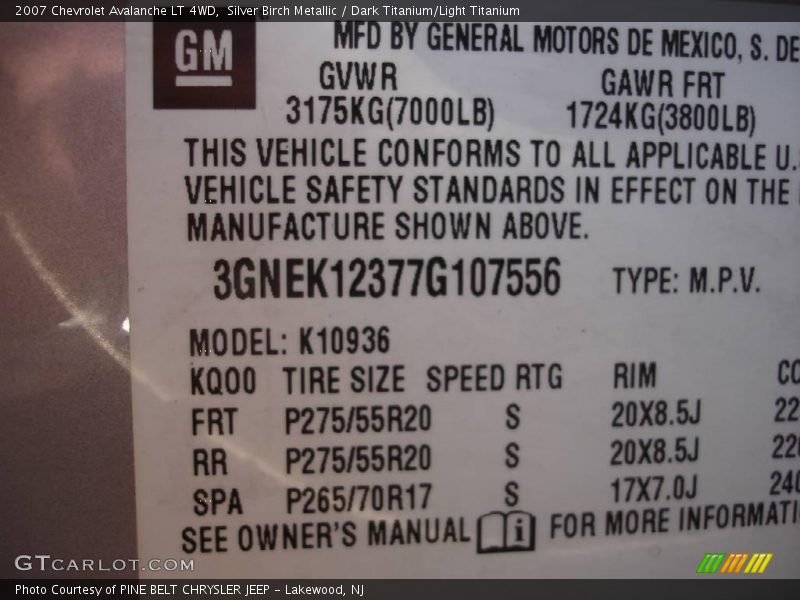 2007 Chevrolet Avalanche LT 4WD, Silver Birch Metallic / Dark Titanium/Light Titanium
GM
MFD BY GENERAL MOTORS DE MEXICO, S. DE
GVWR GAWR FRT
3175KG(7000LB) 1724KG(3800LB)
THIS VEHICLE CONFORMS TO ALL APPLICABLE U.
VEHICLE SAFETY STANDARDS IN EFFECT ON THE
MANUFACTURE SHOWN ABOVE.
3GNEK12377G107556 TYPE: M.P.V.
MODEL: K10936
KQ00 TIRE SIZE SPEED RTG RIM
FRT P275/55R20 S 20X8.5J
RR P275/55R20 S 20X8.5J
SPA P265/70R17 S 17X7.0J 240
SEE OWNER'S MANUAL i FOR MORE INFORMATI
GTcarlot.com
Photo Courtesy of PINE BELT CHRYSLER JEEP - Lakewood, NJ